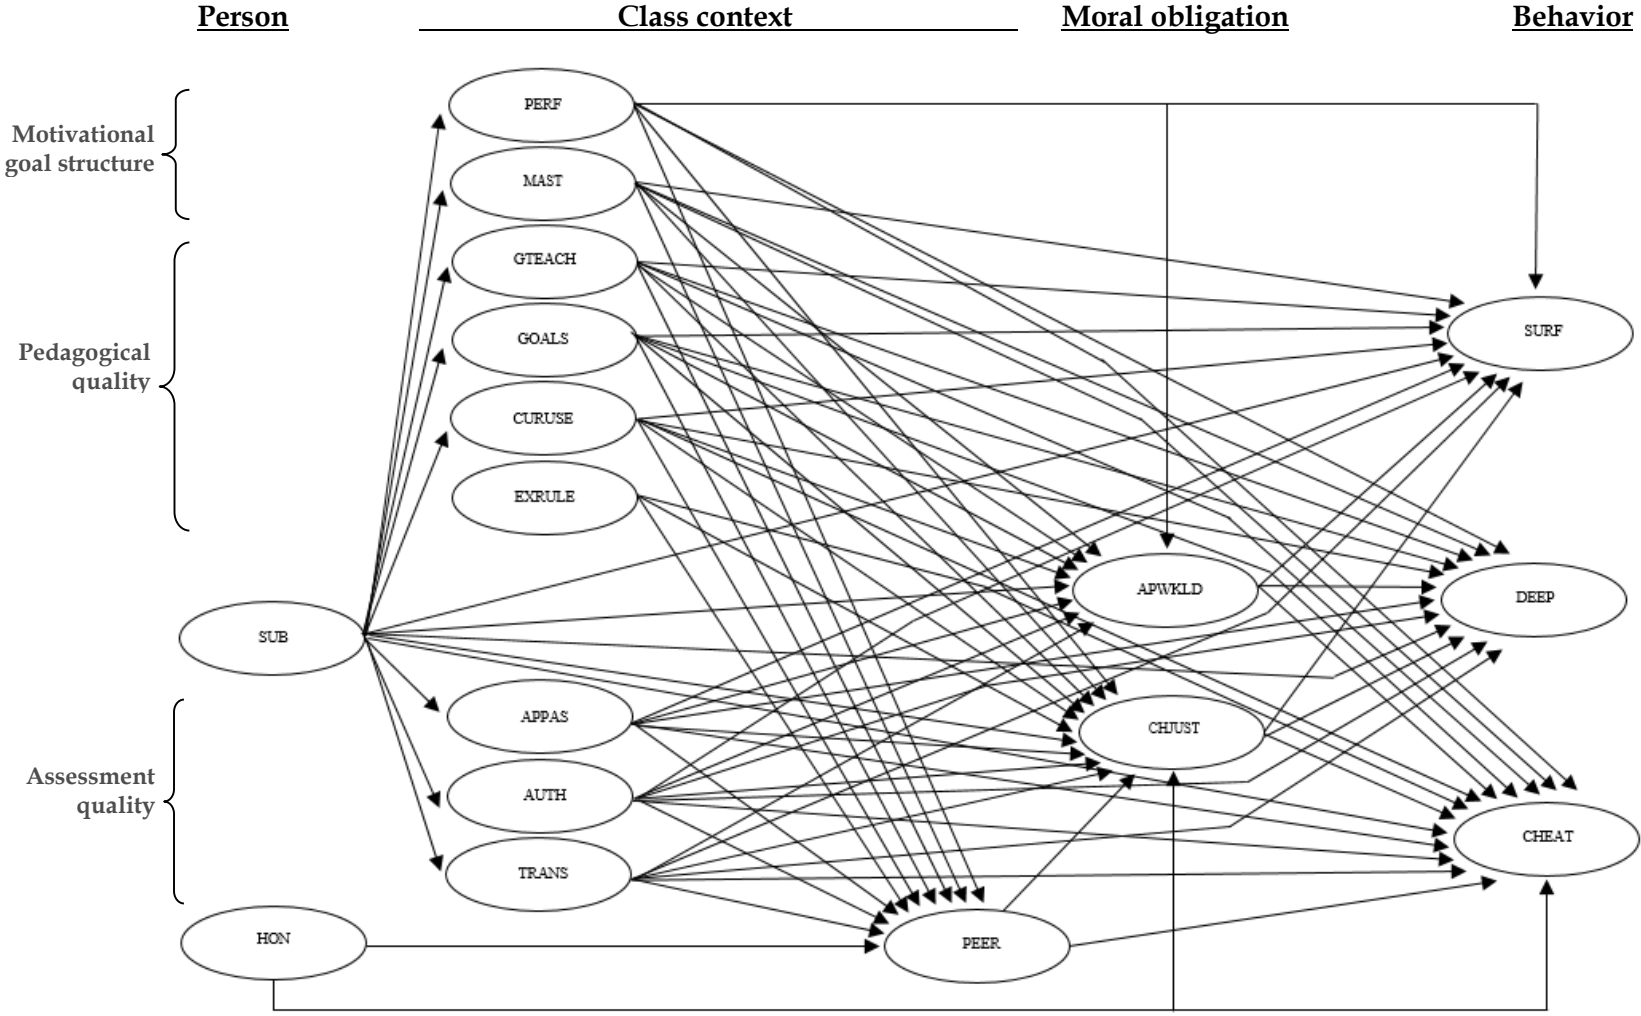 Person
Class context
Moral obligation
Behavior
Motivational
goal structure
PERF
MAST
Pedagogical
quality
GTEACH
GOALS
CURUSE
EXRULE
SURF
APWKLD
DEEP
SUB
Assessment
quality
APPAS
AUTH
TRANS
CHJUST
CHEAT
HON
PEER